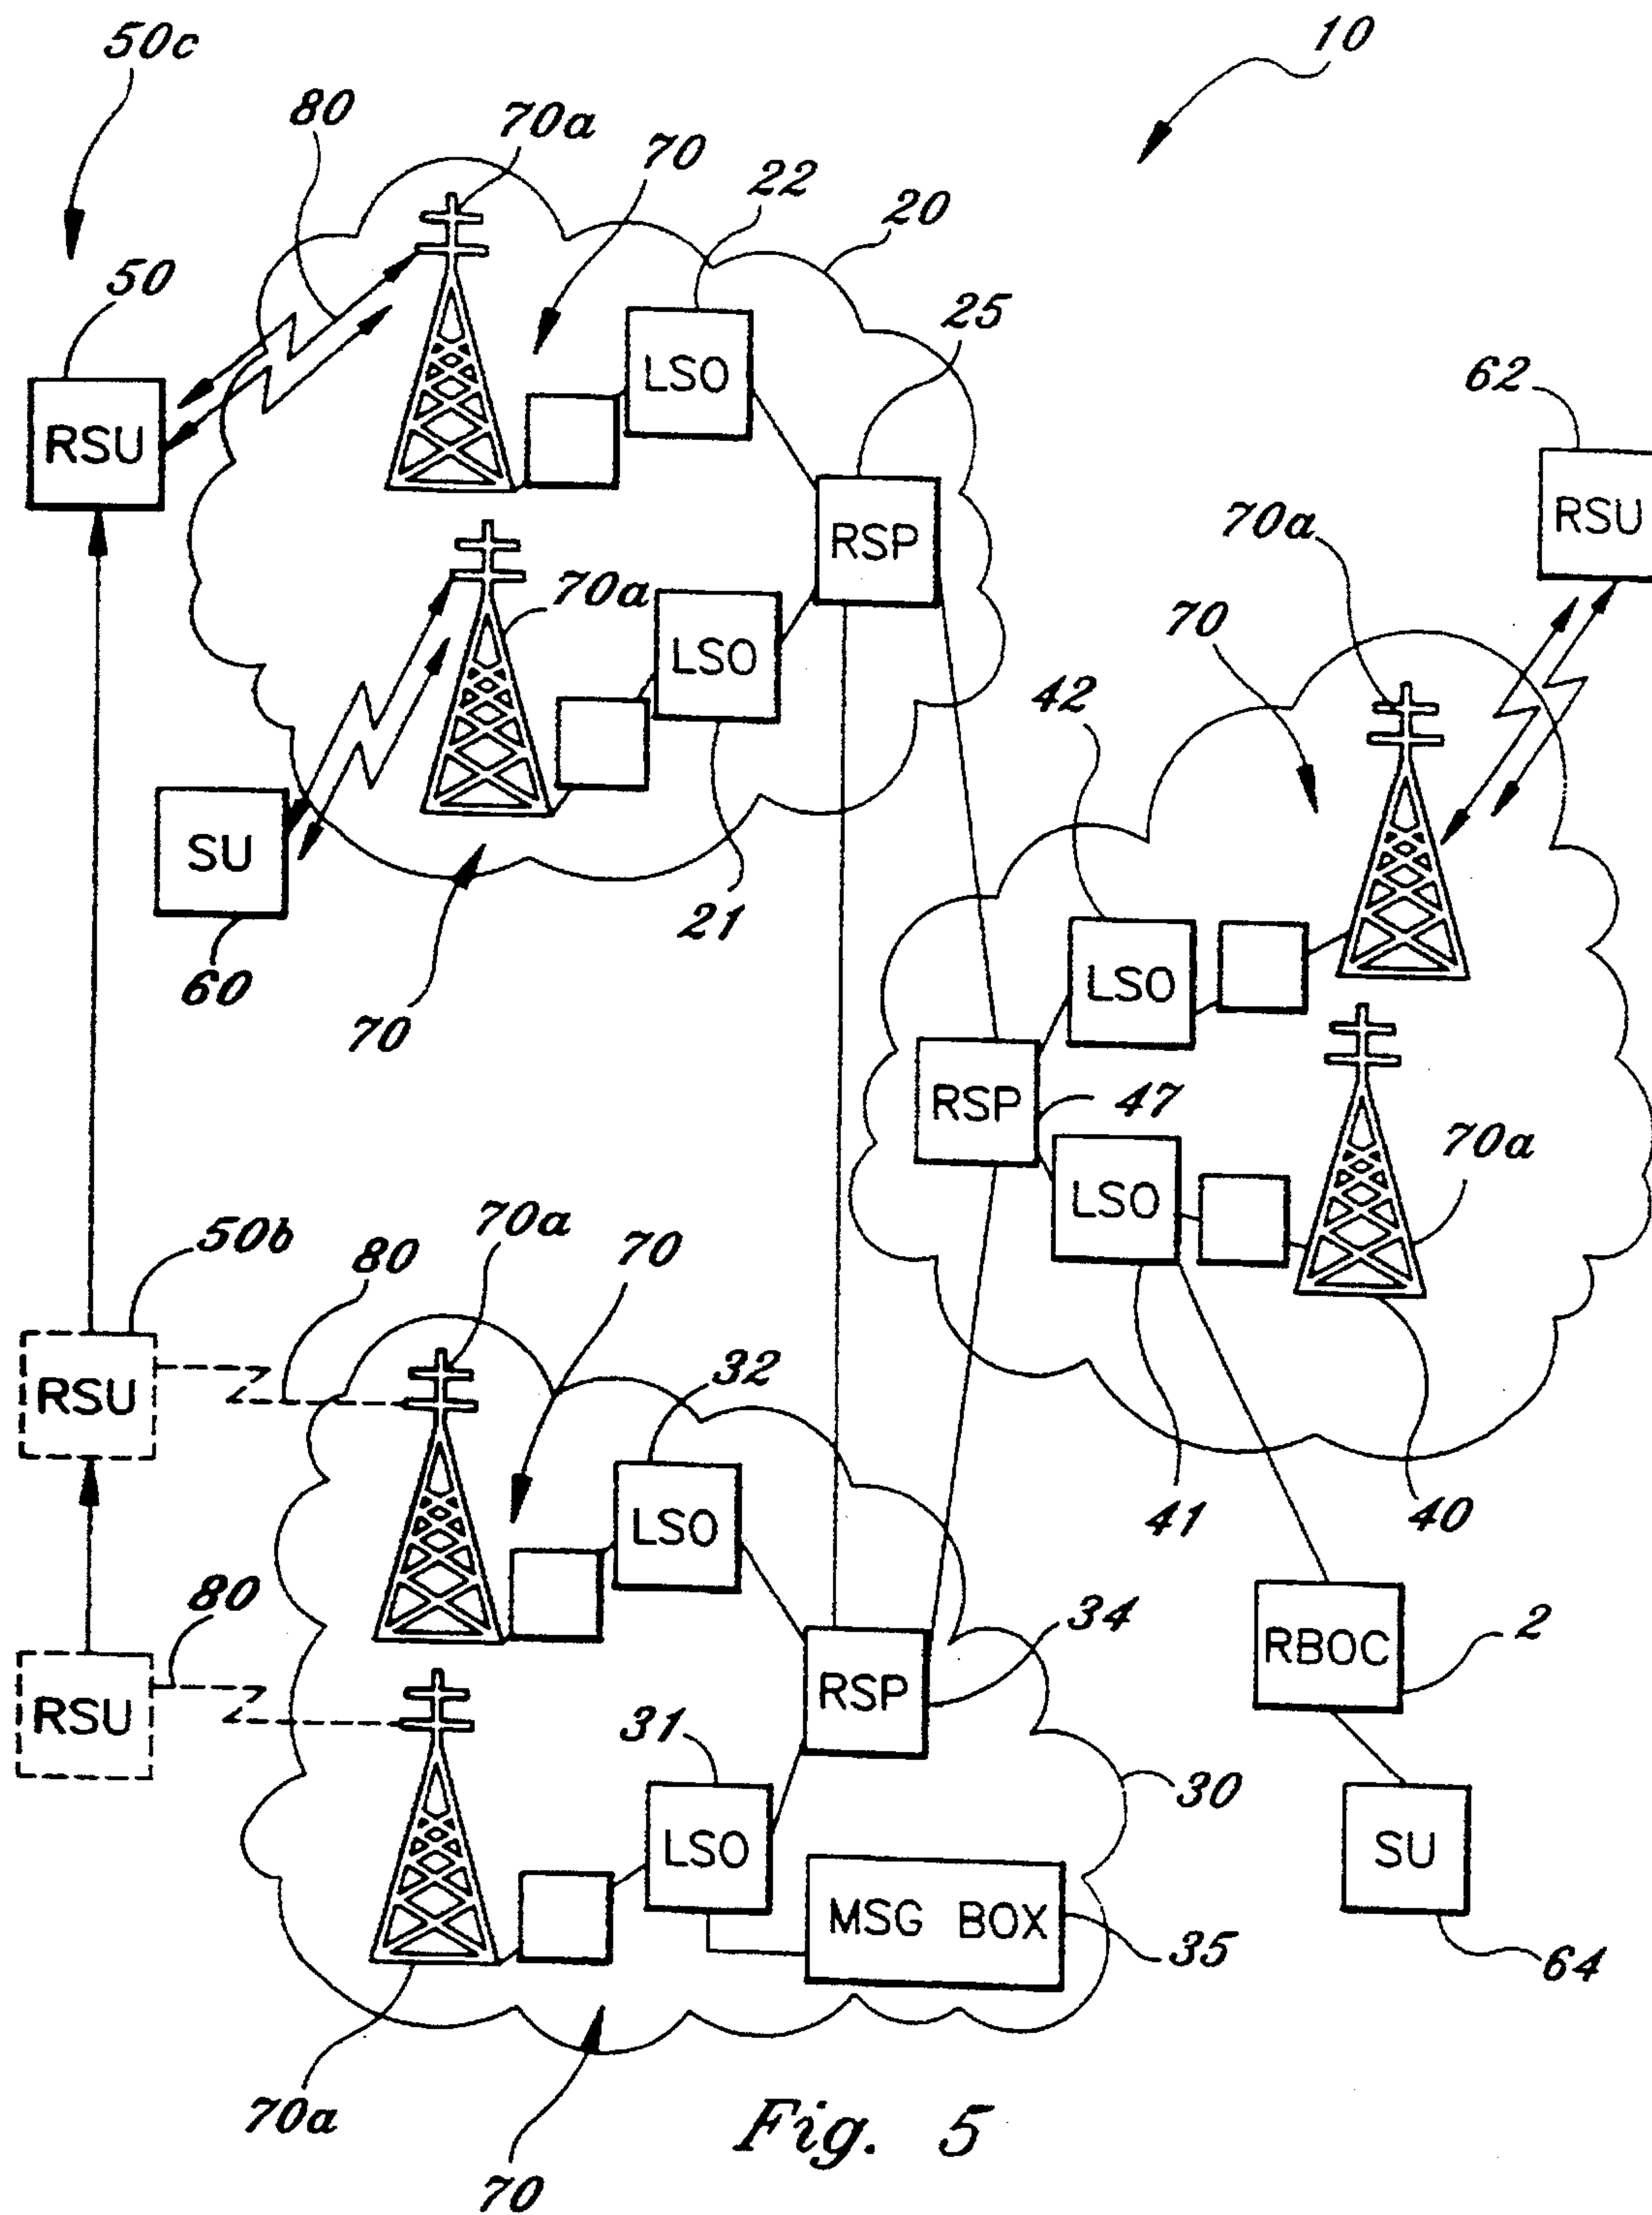 50c
10
80
70a
70
22
20
50
25
LSO
62
RSU
RSP
RSU
70a
70a
LSO
70
42
SU
21
60
LSO
70
RSP
47
70a
LSO
70a
50b
70
80
32
RSU
LSO
41
40
80
34
RBOC
2
RSP
RSU
31
30
LSO
SU
MSG BOX
35
64
70a
Fig. 5
70